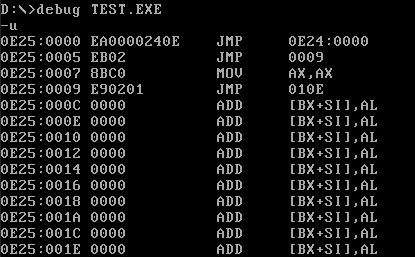 D:\>debug TEST.EXE
-u
0E25:0000 EA0000240E JMP 0E24:0000
0E25:0005 EB02 JMP 0009
0E25:0007 8BC0 MOV AX,AX
0E25:0009 E90201 JMP 010E
0E25:000C 0000 ADD [BX+SI],AL
0E25:000E 0000 ADD [BX+SI],AL
0E25:0010 0000 ADD [BX+SI],AL
0E25:0012 0000 ADD [BX+SI],AL
0E25:0014 0000 ADD [BX+SI],AL
0E25:0016 0000 ADD [BX+SI],AL
0E25:0018 0000 ADD [BX+SI],AL
0E25:001A 0000 ADD [BX+SI],AL
0E25:001C 0000 ADD [BX+SI],AL
0E25:001E 0000 ADD [BX+SI],AL